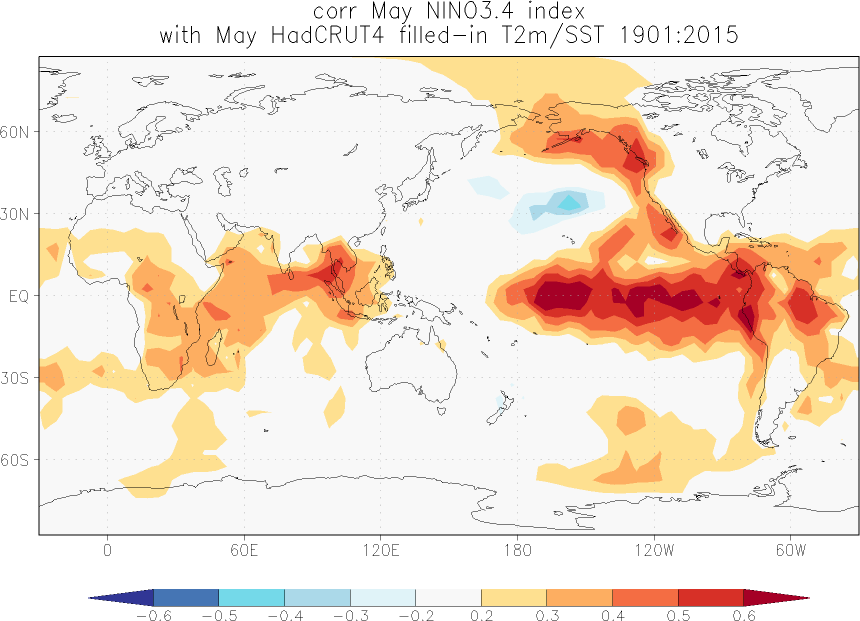 corr May NINO3.4 index
with May HadCRUT4 filled-in T2m/SST 1901:2015
60N
30N
EQ
30S
60S
0 60E 120E 180 120W 60W
-0.6 -0.5 -0.4 -0.3 -0.2 0.2 0.3 0.4 0.5 0.6